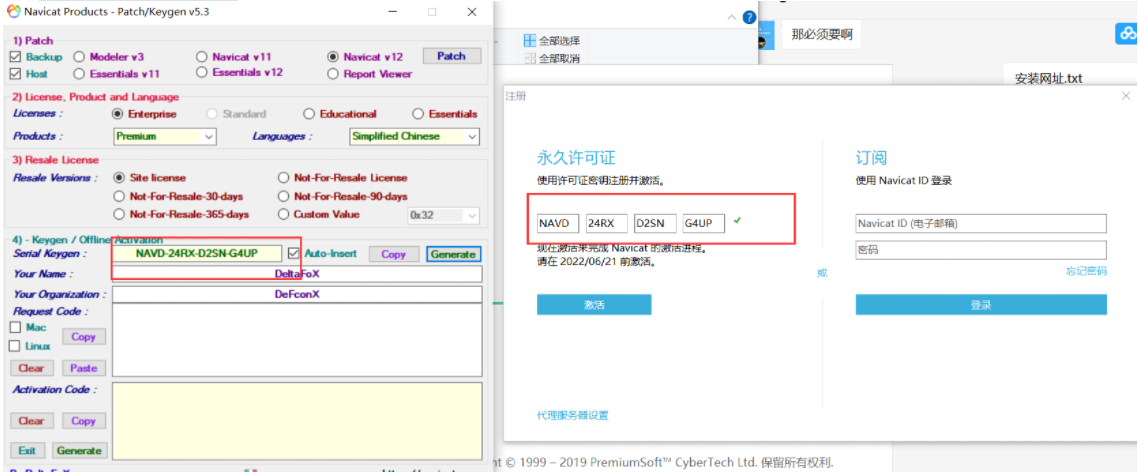 Navicat Products - Patch/Keygen v5.3
1) Patch
Backup Modeler v3 Navicat v11 Navicat v12 Patch
Host Essentials v11 Essentials v12 Report Viewer
2) License, Product and Language
Licenses : Enterprise Standard Educational Essentials
Products : Premium Languages : Simplified Chinese
3) Resale License
Resale Versions : Site license Not-For-Resale License
Not-For-Resale-30-days Not-For-Resale-90-days
Not-For-Resale-365-days Custom Value 0x32
4) - Keygen / Offline Activation
Serial Keygen : NAVD-24RX-D2SN-G4UP Auto-Insert Copy Generate
Your Name : DeltaFoX
Your Organization : DeFconX
Request Code :
Mac
Copy
Linux
Clear Paste
Activation Code :
Clear Copy
Exit Generate
全部选择
全部取消
那必须要啊
安装网址.txt
注册
永久许可证
使用许可证密钥注册并激活。
NAVD 24RX D2SN G4UP
现在激活来完成 Navicat 的激活进程。
请在 2022/06/21 前激活。
激活
代理服务器设置
或
订阅
使用 Navicat ID 登录
Navicat ID (电子邮箱)
密码
忘记密码
登录
© 1999 – 2019 PremiumSoft™ CyberTech Ltd. 保留所有权利.